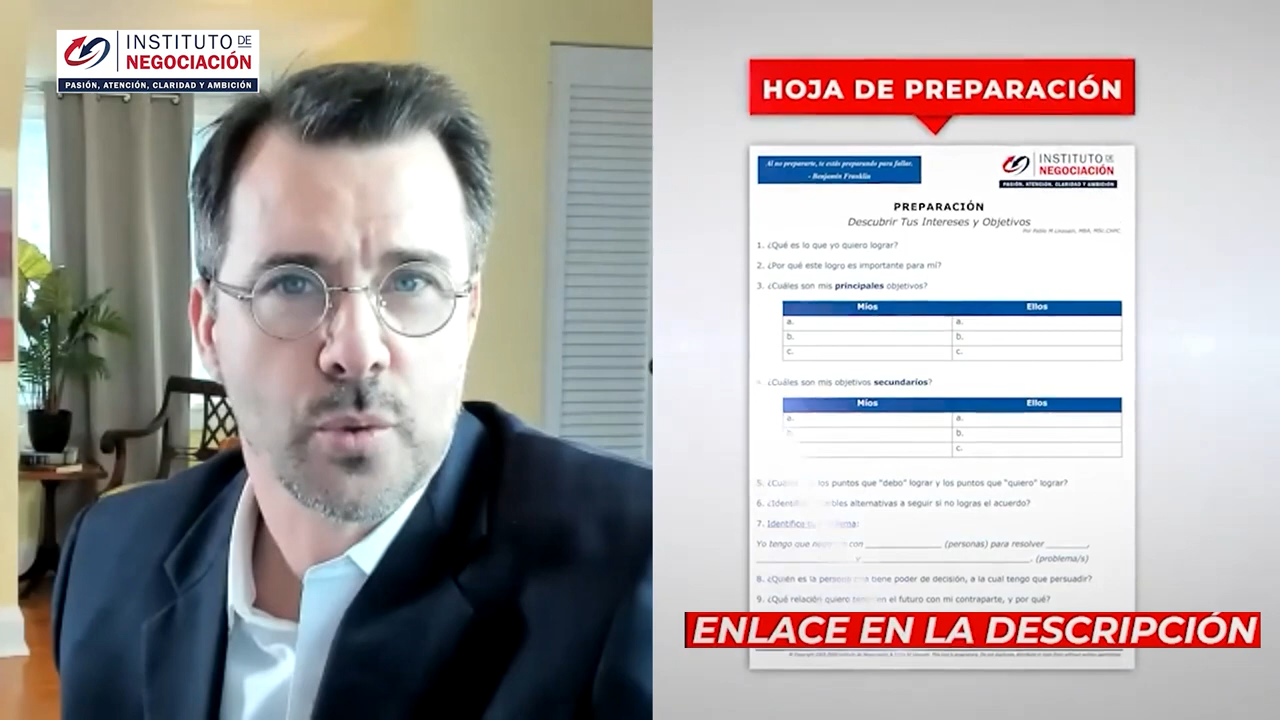 INSTITUTO DE
NEGOCIACIÓN
PASIÓN, ATENCIÓN, CLARIDAD Y AMBICIÓN
HOJA DE PREPARACIÓN
Al no prepararte, te estás preparando para fallar.
- Benjamin Franklin
INSTITUTO DE
NEGOCIACIÓN
PASIÓN, ATENCIÓN, CLARIDAD Y AMBICIÓN
PREPARACIÓN
Descubrir Tus Intereses y Objetivos
1. ¿Qué es lo que yo quiero lograr?
2. ¿Por qué este logro es importante para mí?
3. ¿Cuáles son mis principales objetivos?
Míos Ellos
a. a.
b. b.
c. c.
¿Cuáles son mis objetivos secundarios?
Míos Ellos
a. a.
b. b.
c.
5. los puntos que "debo" lograr y los puntos que "quiero" lograr?
6. alternativas a seguir si no logras el acuerdo?
7.
Yo tengo que con ____________ (personas) para resolver _______,
y ____________________________, (problema/s)
8. ¿Quién es la tiene poder de decisión, a la cual tengo que persuadir?
9. ¿Qué relación quiero en el futuro con mi contraparte, y por qué?
ENLACE EN LA DESCRIPCIÓN